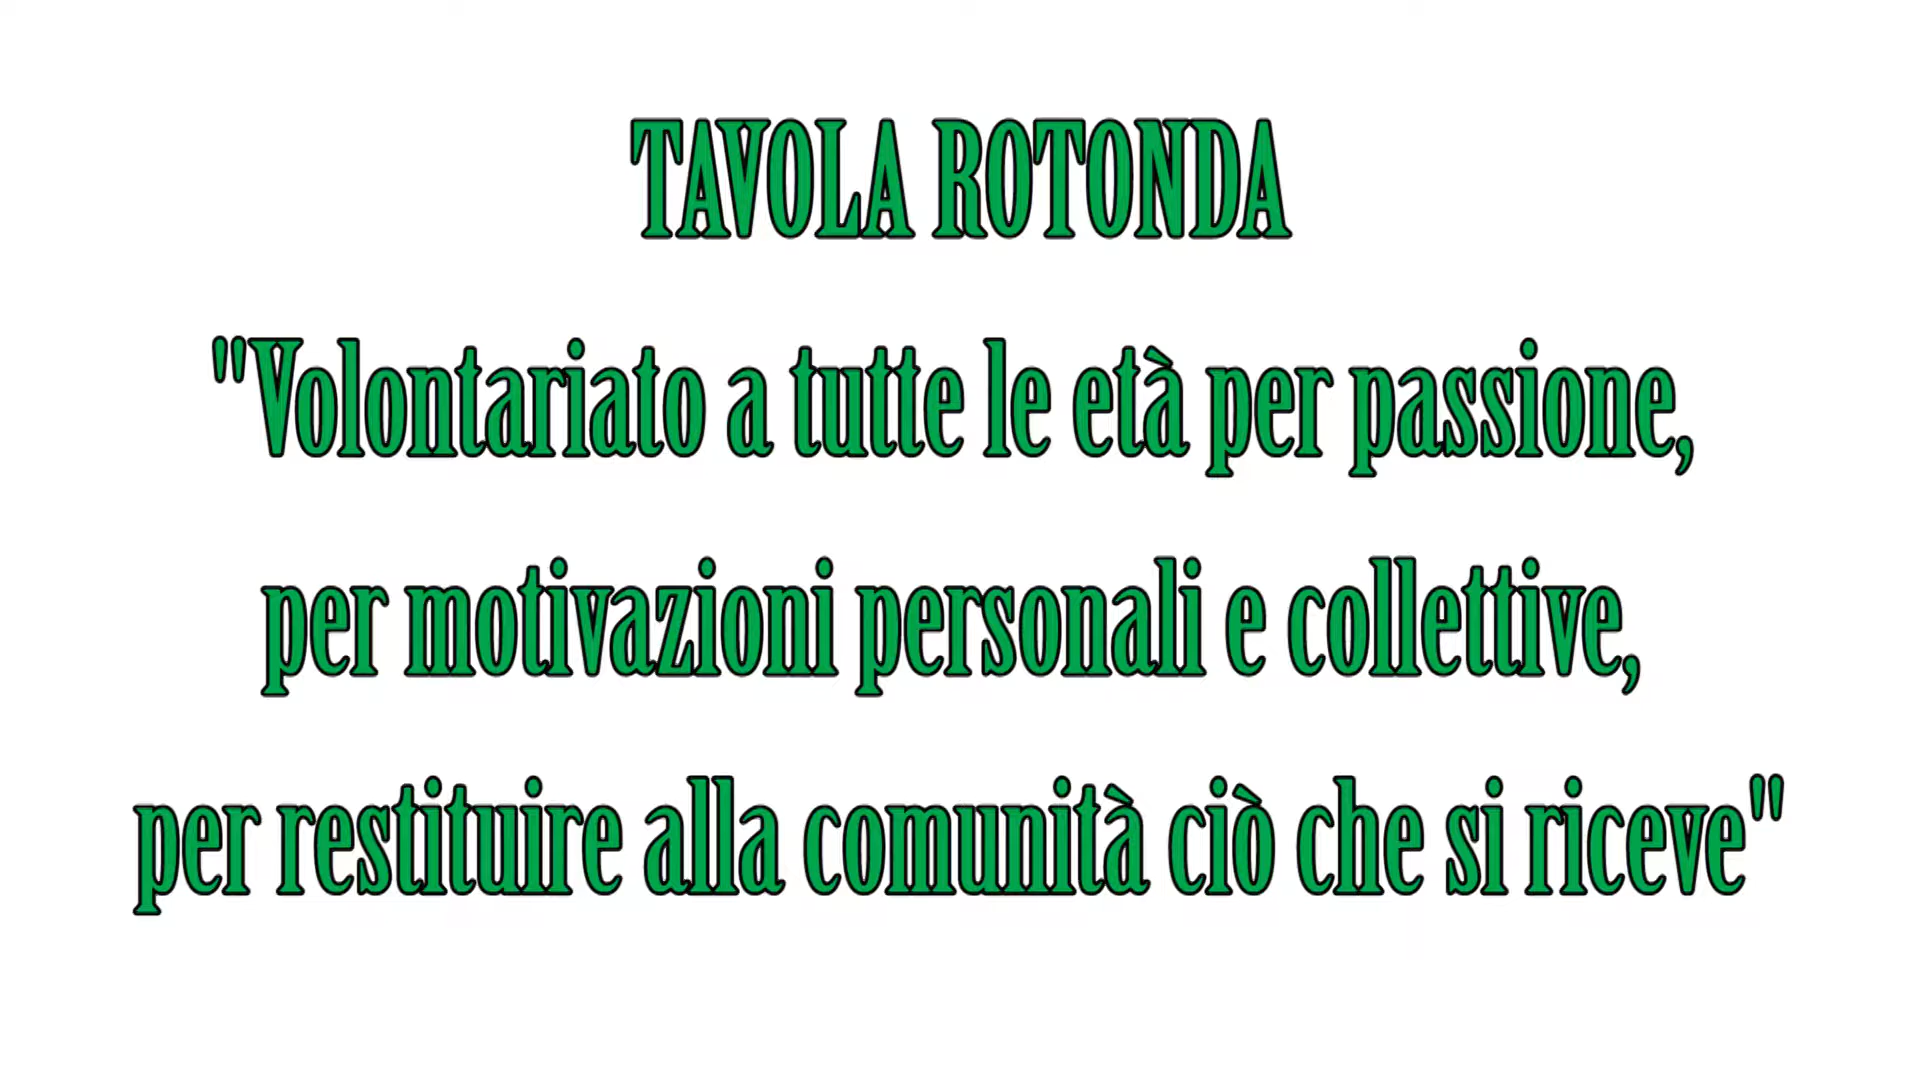 TAVOLA ROTONDA
"Volontariato a tutte le età per passione,
per motivazioni personali e collettive,
per restituire alla comunità ciò che si riceve"